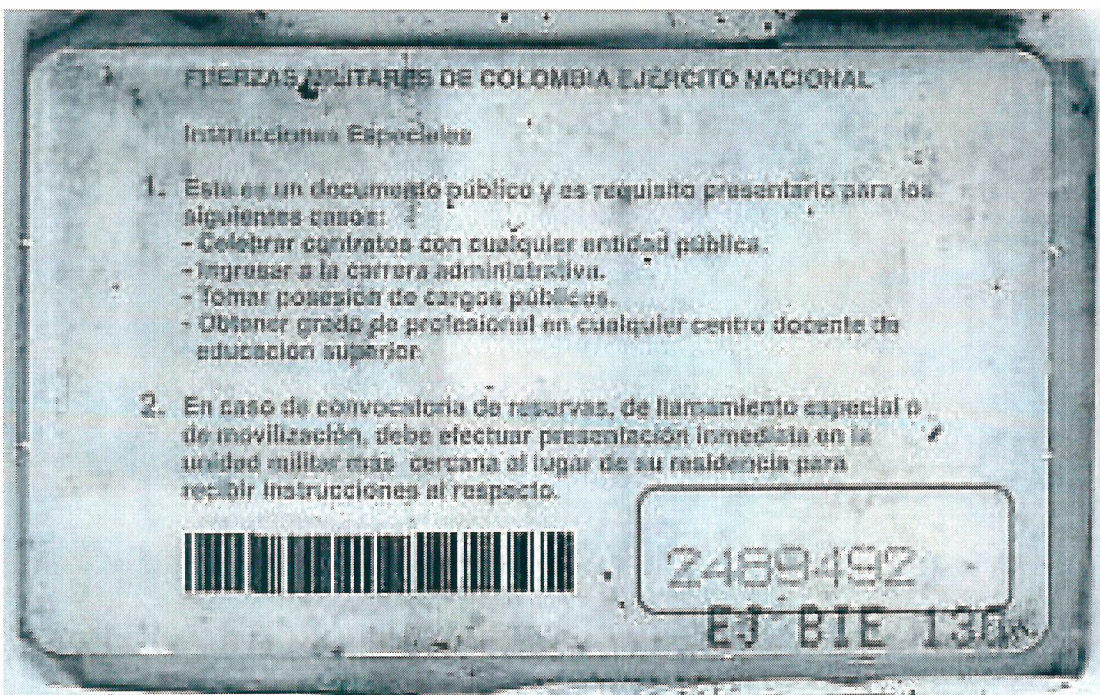 FUERZAS MILITARES DE COLOMBIA EJÉRCITO NACIONAL
Instrucciones Especiales
1. Este es un documento público y es requisito presentarlo para los
siguientes casos:
- Celebrar contratos con cualquier entidad pública.
- Ingresar a la carrera administrativa.
- Tomar posesión de cargos públicos.
- Obtener grado de profesional en cualquier centro docente de
educación superior.
2. En caso de convocatoria de reservas, de llamamiento especial o
de movilización, debe efectuar presentación inmediata en la
unidad militar más cercana al lugar de su residencia para
recibir instrucciones al respecto.
2489492
EJ BIE